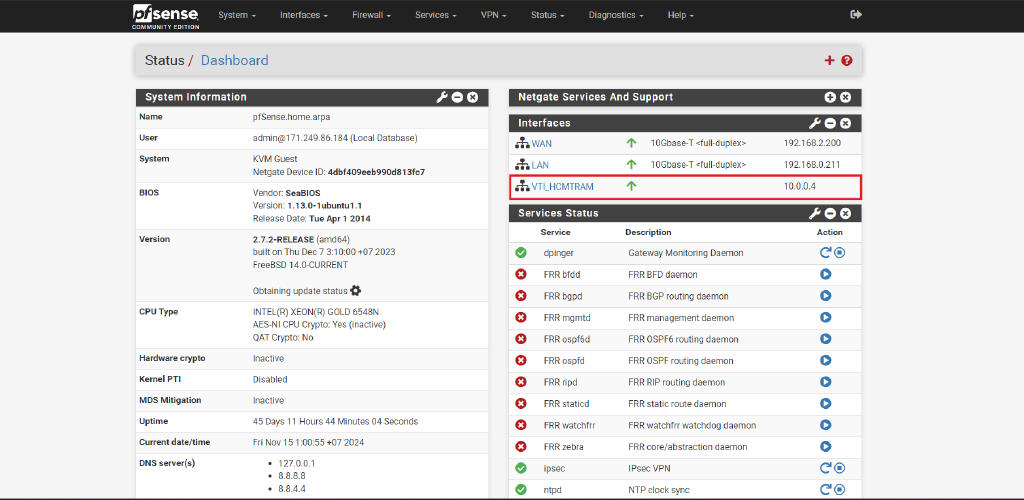 pfsense
COMMUNITY EDITION
System Interfaces Firewall Services VPN Status Diagnostics Help
Status / Dashboard
System Information
Name pfSense.home.arpa
User admin@171.249.86.184 (Local Database)
System KVM Guest
Netgate Device ID: 4dbf409eeb990d813fc7
BIOS Vendor: SeaBIOS
Version: 1.13.0-1ubuntu1.1
Release Date: Tue Apr 1 2014
Version 2.7.2-RELEASE (amd64)
built on Thu Dec 7 3:10:00 +07 2023
FreeBSD 14.0-CURRENT
Obtaining update status
CPU Type INTEL(R) XEON(R) GOLD 6548N
AES-NI CPU Crypto: Yes (inactive)
QAT Crypto: No
Hardware crypto Inactive
Kernel PTI Disabled
MDS Mitigation Inactive
Uptime 45 Days 11 Hours 44 Minutes 04 Seconds
Current date/time Fri Nov 15 1:00:55 +07 2024
DNS server(s) 127.0.0.1
8.8.8.8
8.8.4.4
Netgate Services And Support
Interfaces
WAN 10Gbase-T <full-duplex> 192.168.2.200
LAN 10Gbase-T <full-duplex> 192.168.0.211
VTI_HCMTRAM 10.0.0.4
Services Status
Service Description Action
dpinger Gateway Monitoring Daemon
FRR bfdd FRR BFD daemon
FRR bgpd FRR BGP routing daemon
FRR mgmtd FRR management daemon
FRR ospf6d FRR OSPF6 routing daemon
FRR ospfd FRR OSPF routing daemon
FRR ripd FRR RIP routing daemon
FRR staticd FRR static route daemon
FRR watchfrr FRR watchfrr watchdog daemon
FRR zebra FRR core/abstraction daemon
ipsec IPsec VPN
ntpd NTP clock sync